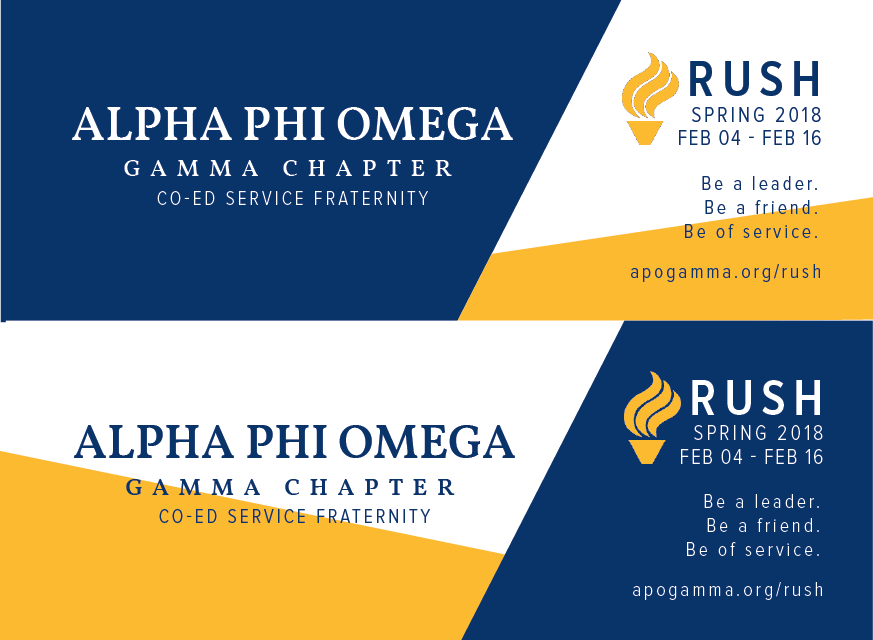 ALPHA PHI OMEGA
GAMMA CHAPTER
CO-ED SERVICE FRATERNITY
RUSH
SPRING 2018
FEB 04 - FEB 16
Be a leader.
Be a friend.
Be of service.
apogamma.org/rush
ALPHA PHI OMEGA
GAMMA CHAPTER
CO-ED SERVICE FRATERNITY
RUSH
SPRING 2018
FEB 04 - FEB 16
Be a leader.
Be a friend.
Be of service.
apogamma.org/rush